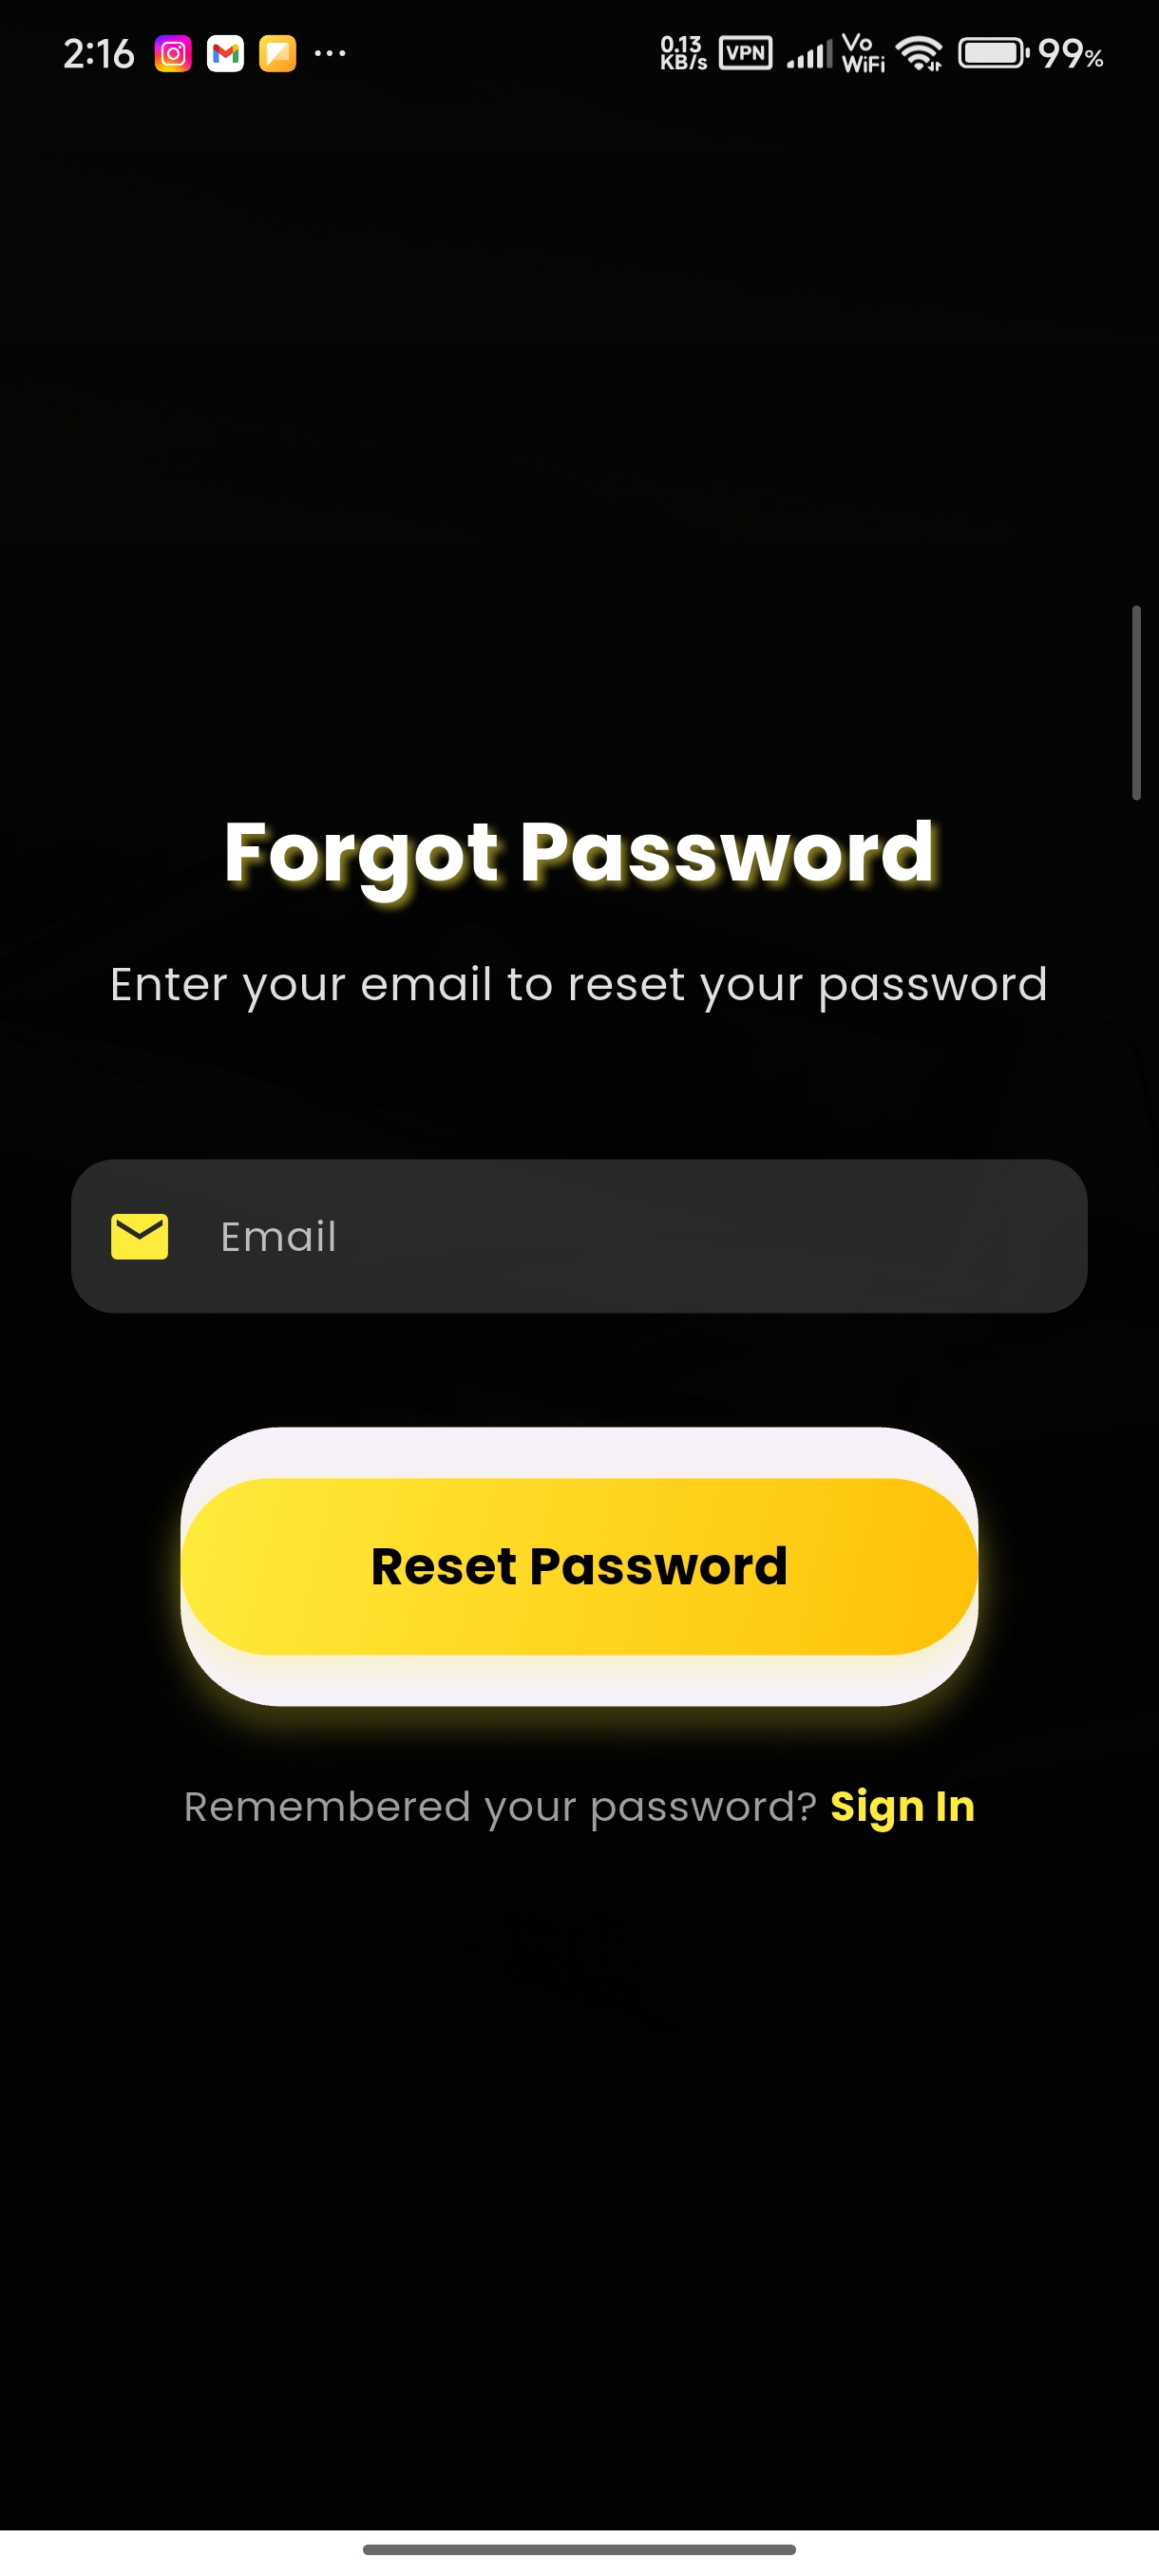 2:16 ··· 0.13 KB/s VPN Vo WiFi 99%
Forgot Password
Enter your email to reset your password
Email
Reset Password
Remembered your password? Sign In